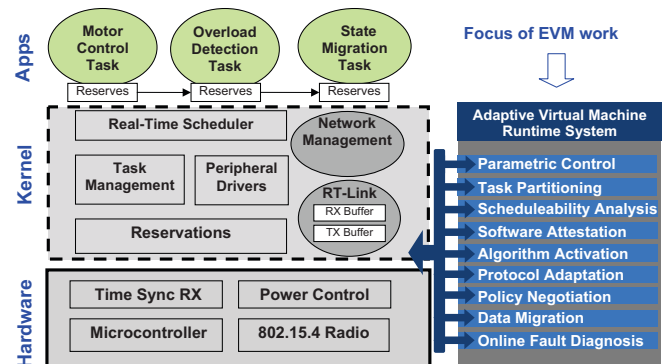 Apps
Motor
Control
Task
Overload
Detection
Task
State
Migration
Task
Reserves
Reserves
Reserves
Kernel
Real-Time Scheduler
Network
Management
Task
Management
Peripheral
Drivers
RT-Link
RX Buffer
TX Buffer
Reservations
Hardware
Time Sync RX
Power Control
Microcontroller
802.15.4 Radio
Focus of EVM work
Adaptive Virtual Machine
Runtime System
Parametric Control
Task Partitioning
Scheduleability Analysis
Software Attestation
Algorithm Activation
Protocol Adaptation
Policy Negotiation
Data Migration
Online Fault Diagnosis